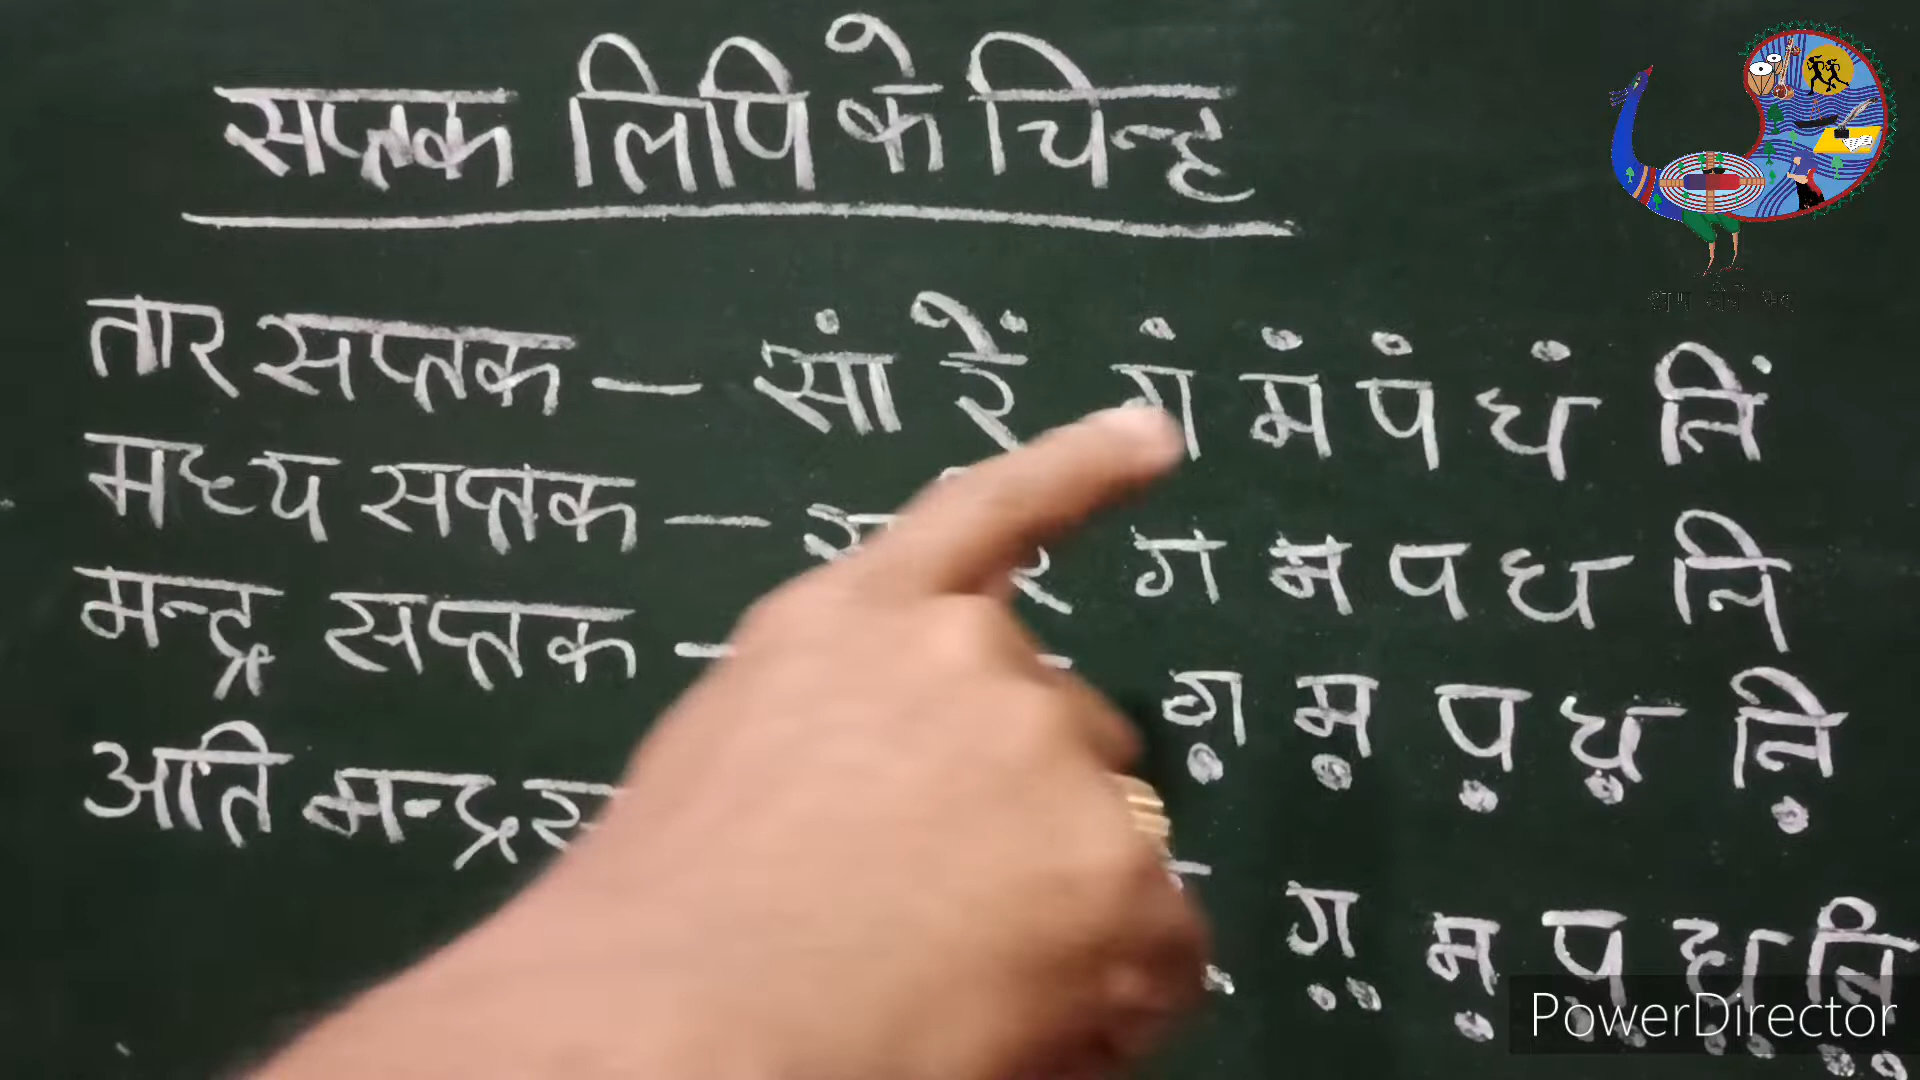 सप्तक लिपि के चिन्ह
तार सप्तक — सां रें गं मं पं धं निं
मध्य सप्तक — रे ग म प ध नि
मन्द्र सप्तक — ग़ म़ प़ ध़ ऩि
अति मन्द्र
ग़़ म़़ प़़ ध़़ ऩ़ि
PowerDirector